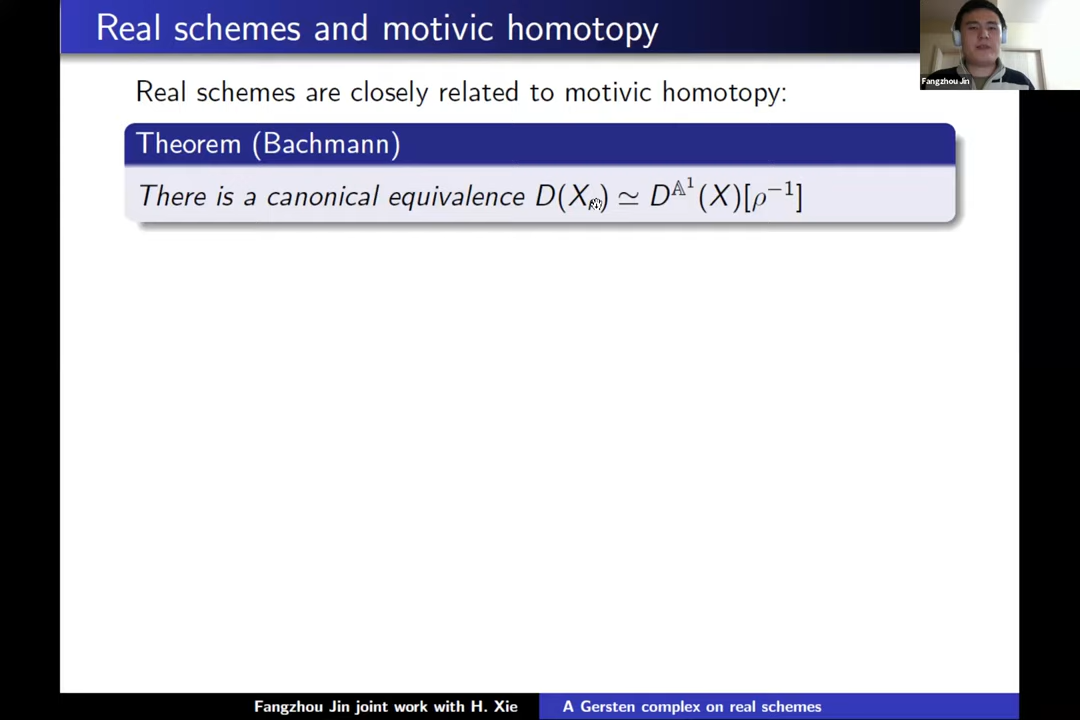 Real schemes and motivic homotopy
Fangzhou Jin
Real schemes are closely related to motivic homotopy:
Theorem (Bachmann)
There is a canonical equivalence D(X ) ≃ D^{𝔸^1}(X)[ρ^{-1}]
Fangzhou Jin joint work with H. Xie
A Gersten complex on real schemes